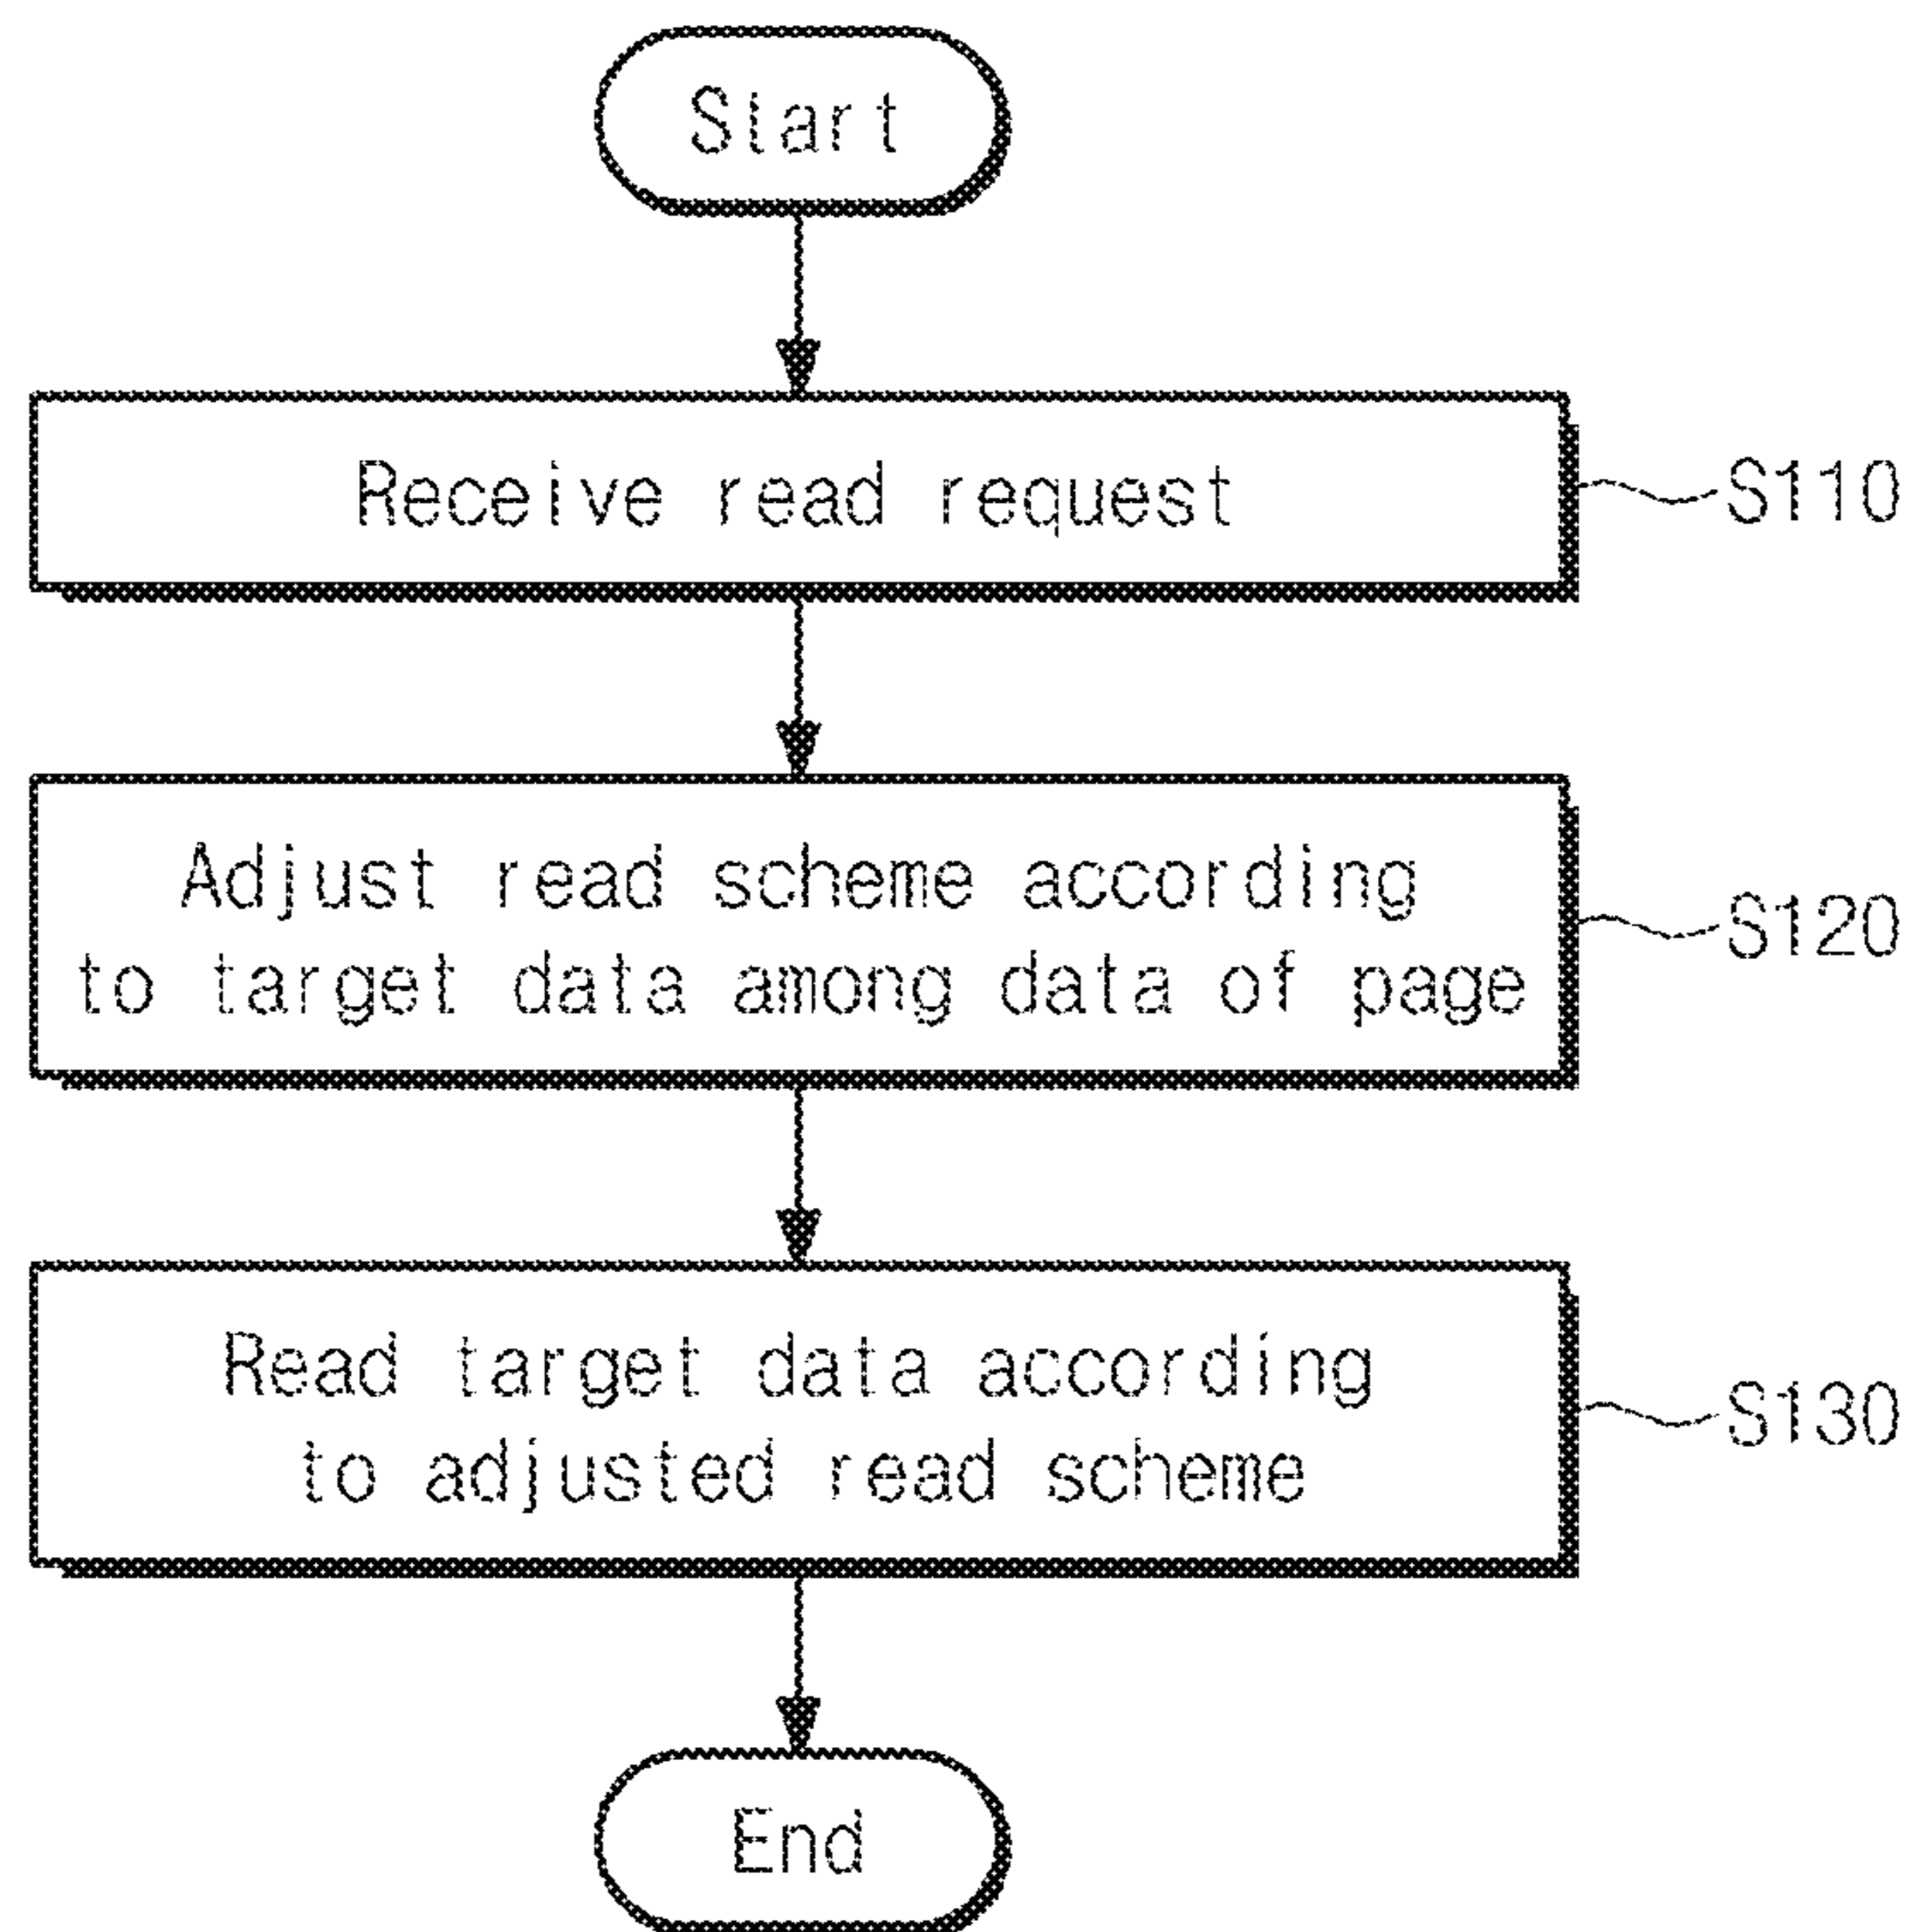 Start
Receive read request
S110
Adjust read scheme according
to target data among data of page
S120
Read target data according
to adjusted read scheme
S130
End